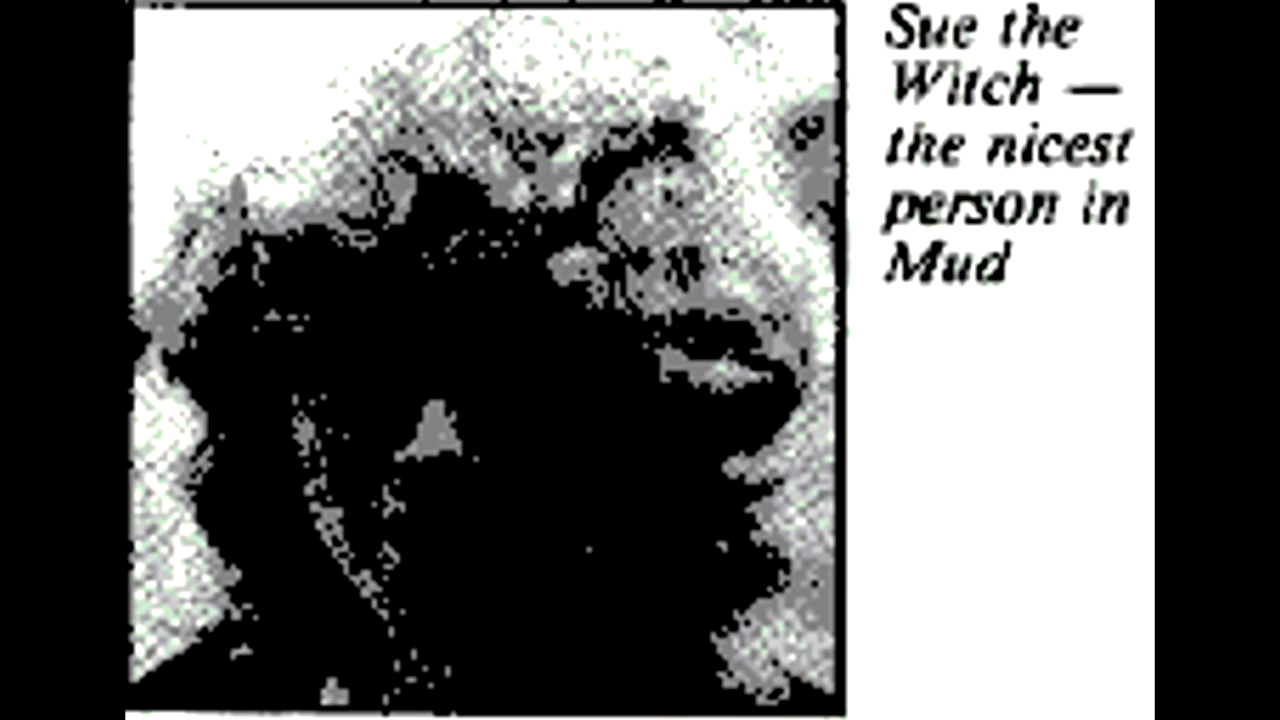 Sue the
Witch —
the nicest
person in
Mud